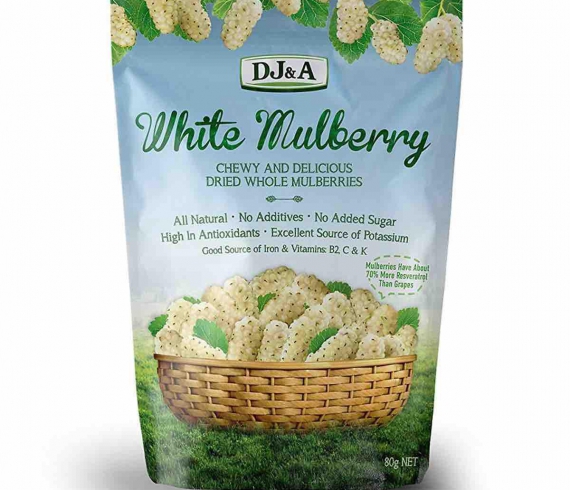 DJ&A
White Mulberry
CHEWY AND DELICIOUS
DRIED WHOLE MULBERRIES
All Natural • No Additives • No Added Sugar
High In Antioxidants • Excellent Source of Potassium
Good Source of Iron & Vitamins: B2, C & K
Mulberries Have About
70% More Resveratrol
Than Grapes
80g NET